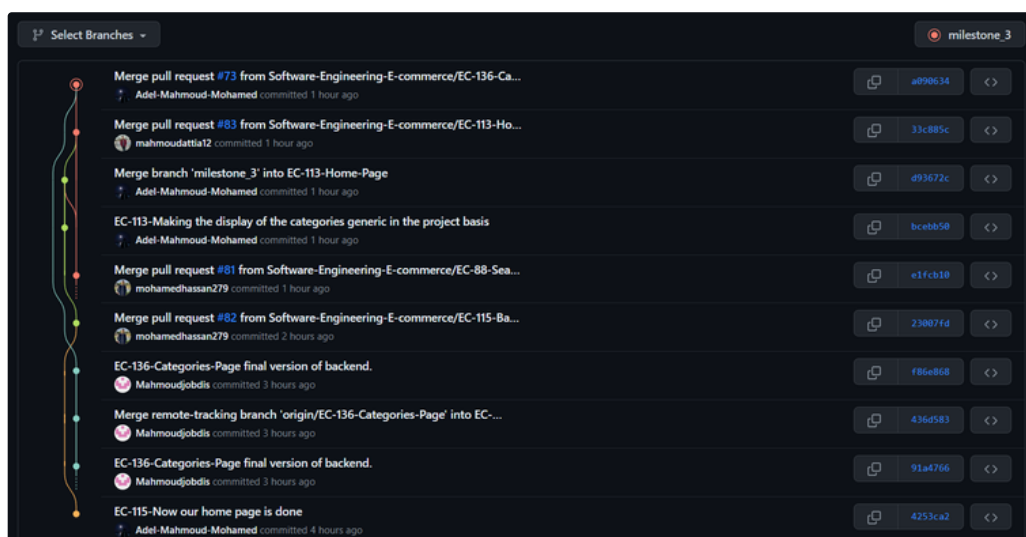 Select Branches
milestone_3
Merge pull request #73 from Software-Engineering-E-commerce/EC-136-Ca...
Adel-Mahmoud-Mohamed committed 1 hour ago
a090634
Merge pull request #83 from Software-Engineering-E-commerce/EC-113-Ho...
mahmoudattia12 committed 1 hour ago
33c885c
Merge branch 'milestone_3' into EC-113-Home-Page
Adel-Mahmoud-Mohamed committed 1 hour ago
d93672c
EC-113-Making the display of the categories generic in the project basis
Adel-Mahmoud-Mohamed committed 1 hour ago
bcebb50
Merge pull request #81 from Software-Engineering-E-commerce/EC-88-Sea...
mohamedhassan279 committed 1 hour ago
e1fcb10
Merge pull request #82 from Software-Engineering-E-commerce/EC-115-Ba...
mohamedhassan279 committed 2 hours ago
23007fd
EC-136-Categories-Page final version of backend.
Mahmoudjobdis committed 3 hours ago
f86e868
Merge remote-tracking branch 'origin/EC-136-Categories-Page' into EC-...
Mahmoudjobdis committed 3 hours ago
436d583
EC-136-Categories-Page final version of backend.
Mahmoudjobdis committed 3 hours ago
91a4766
EC-115-Now our home page is done
Adel-Mahmoud-Mohamed committed 4 hours ago
4253ca2